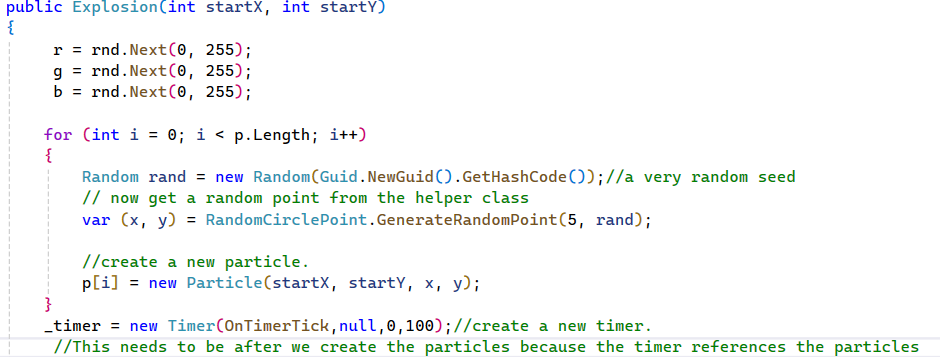 public Explosion(int startX, int startY)
{
r = rnd.Next(0, 255);
g = rnd.Next(0, 255);
b = rnd.Next(0, 255);
for (int i = 0; i < p.Length; i++)
{
Random rand = new Random(Guid.NewGuid().GetHashCode());//a very random seed
// now get a random point from the helper class
var (x, y) = RandomCirclePoint.GenerateRandomPoint(5, rand);
//create a new particle.
p[i] = new Particle(startX, startY, x, y);
}
_timer = new Timer(OnTimerTick,null,0,100);//create a new timer.
//This needs to be after we create the particles because the timer references the particles